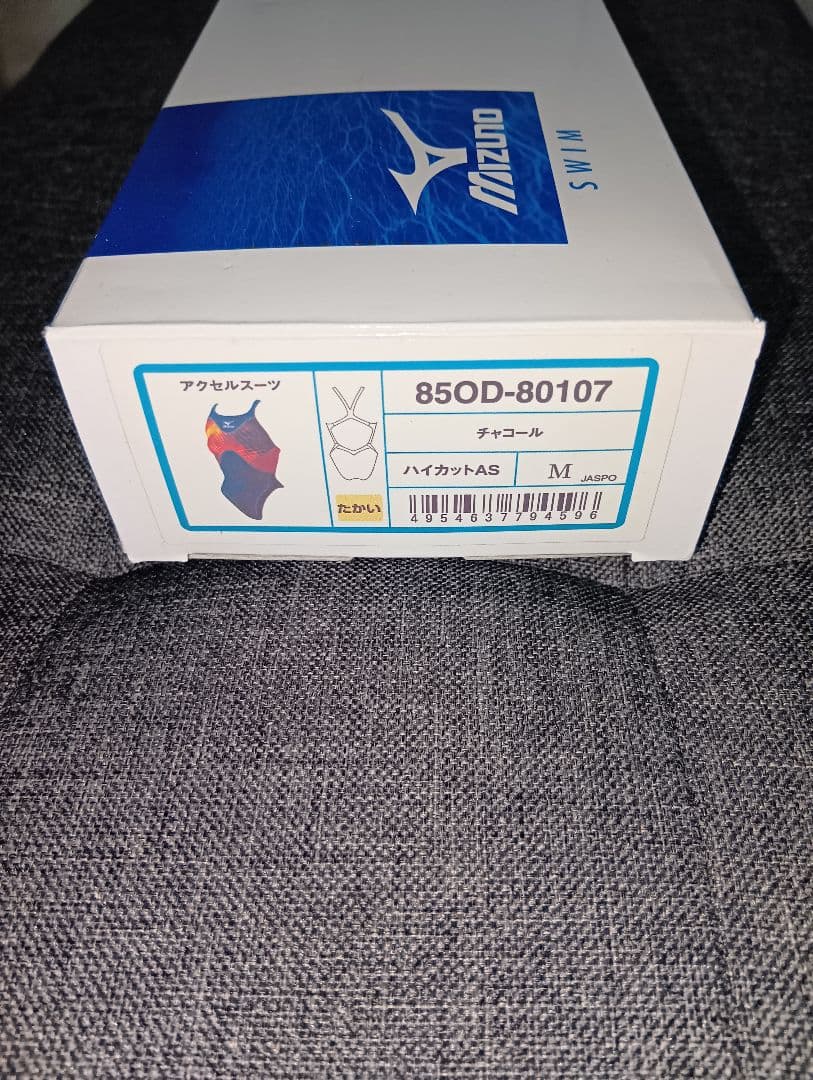 MIZUNO
SWIM
アクセルスーツ
85OD-80107
チャコール
ハイカットAS
M JASPO
たかい
4954637794596